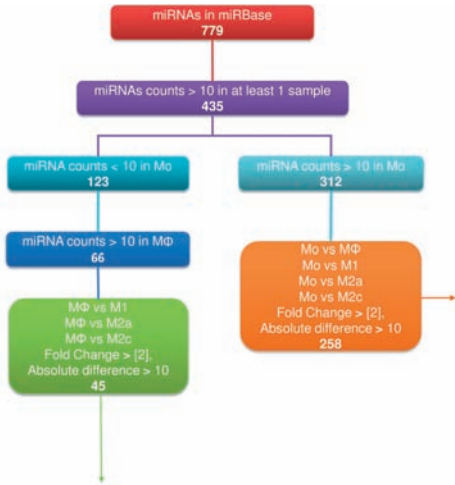 miRNAs in miRBase
779
miRNAs counts > 10 in at least 1 sample
435
miRNA counts < 10 in Mo
123
miRNA counts > 10 in Mo
312
miRNA counts > 10 in MΦ
66
MΦ vs M1
MΦ vs M2a
MΦ vs M2c
Fold Change > [2],
Absolute difference > 10
45
Mo vs MΦ
Mo vs M1
Mo vs M2a
Mo vs M2c
Fold Change > [2],
Absolute difference > 10
258